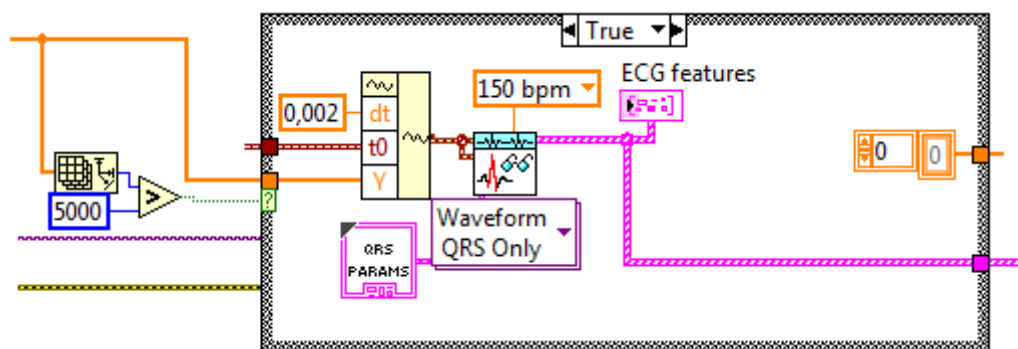 True
ECG features
150 bpm
0,002
dt
t0
Y
0
0
5000
>
?
Waveform
QRS Only
QRS
PARAMS